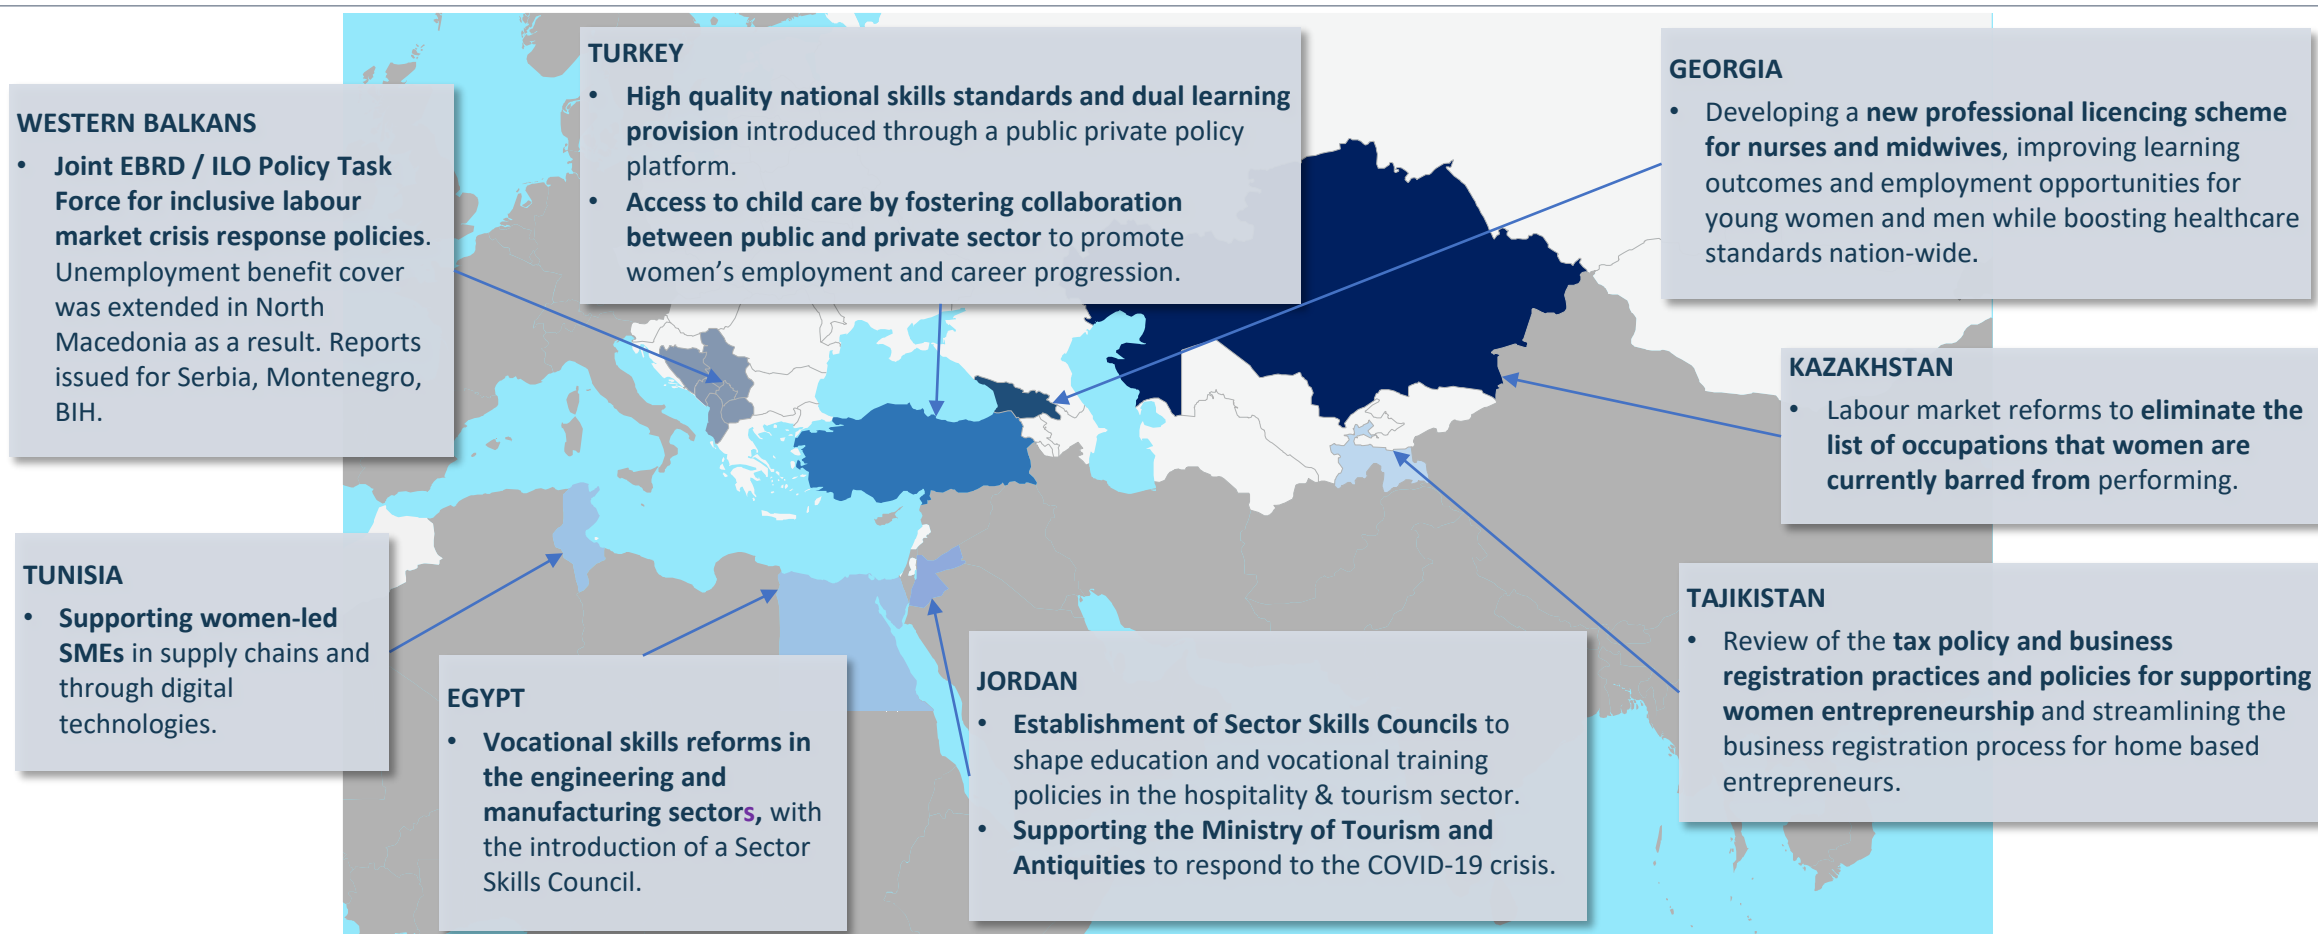 WESTERN BALKANS
• Joint EBRD / ILO Policy Task
Force for inclusive labour
market crisis response policies.
Unemployment benefit cover
was extended in North
Macedonia as a result. Reports
issued for Serbia, Montenegro,
BIH.
TURKEY
• High quality national skills standards and dual learning
provision introduced through a public private policy
platform.
• Access to child care by fostering collaboration
between public and private sector to promote
women’s employment and career progression.
GEORGIA
• Developing a new professional licencing scheme
for nurses and midwives, improving learning
outcomes and employment opportunities for
young women and men while boosting healthcare
standards nation-wide.
KAZAKHSTAN
• Labour market reforms to eliminate the
list of occupations that women are
currently barred from performing.
TUNISIA
• Supporting women-led
SMEs in supply chains and
through digital
technologies.
EGYPT
• Vocational skills reforms in
the engineering and
manufacturing sectors, with
the introduction of a Sector
Skills Council.
JORDAN
• Establishment of Sector Skills Councils to
shape education and vocational training
policies in the hospitality & tourism sector.
• Supporting the Ministry of Tourism and
Antiquities to respond to the COVID-19 crisis.
TAJIKISTAN
• Review of the tax policy and business
registration practices and policies for supporting
women entrepreneurship and streamlining the
business registration process for home based
entrepreneurs.